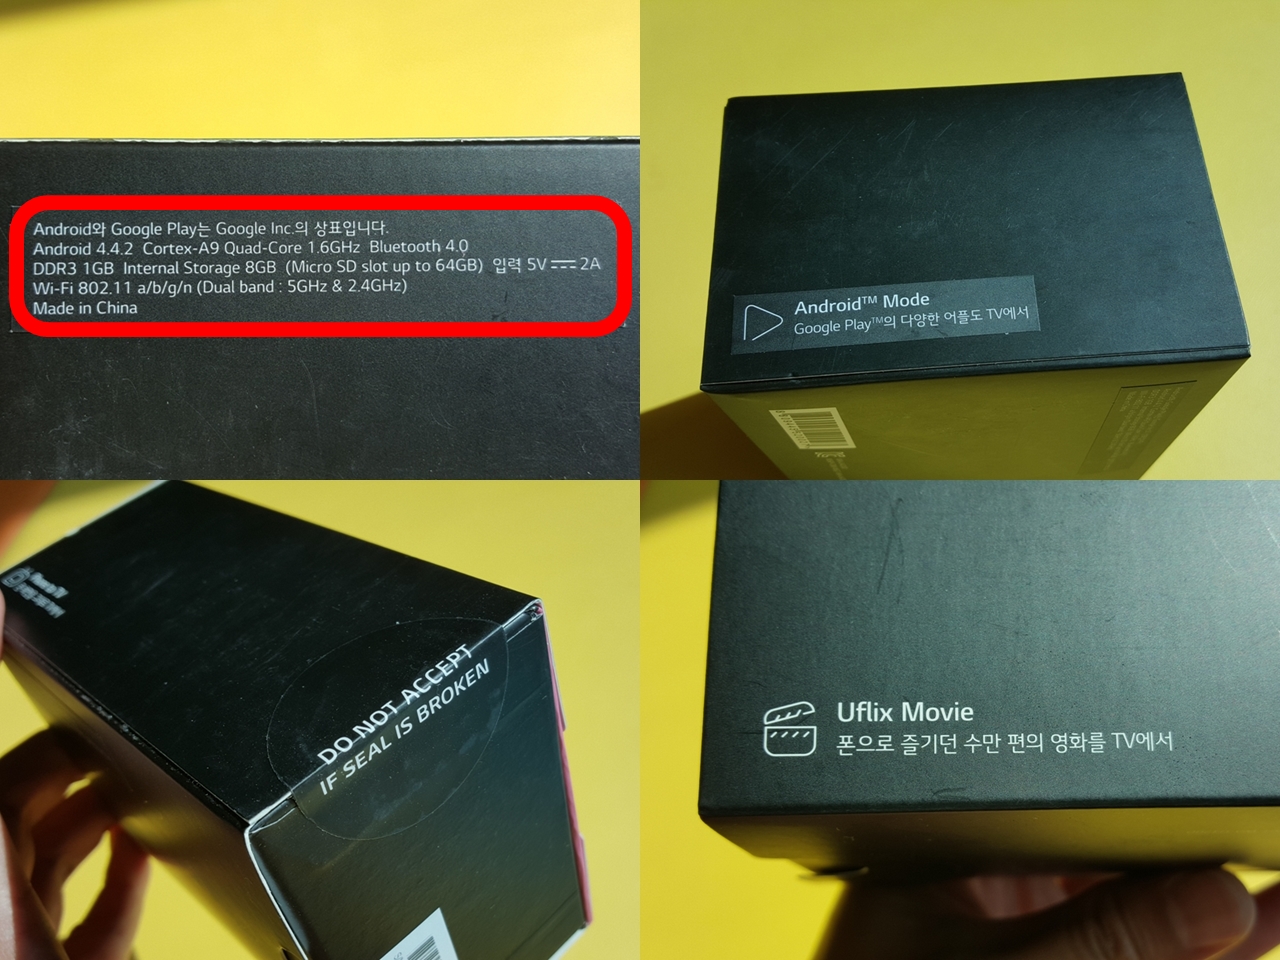 Android와 Google Play는 Google Inc.의 상표입니다.
Android 4.4.2 Cortex-A9 Quad-Core 1.6GHz Bluetooth 4.0
DDR3 1GB Internal Storage 8GB (Micro SD slot up to 64GB) 입력 5V⎓2A
Wi-Fi 802.11 a/b/g/n (Dual band : 5GHz & 2.4GHz)
Made in China
Android™ Mode
Google Play™의 다양한 어플도 TV에서
DO NOT ACCEPT
IF SEAL IS BROKEN
Uflix Movie
폰으로 즐기던 수만 편의 영화를 TV에서